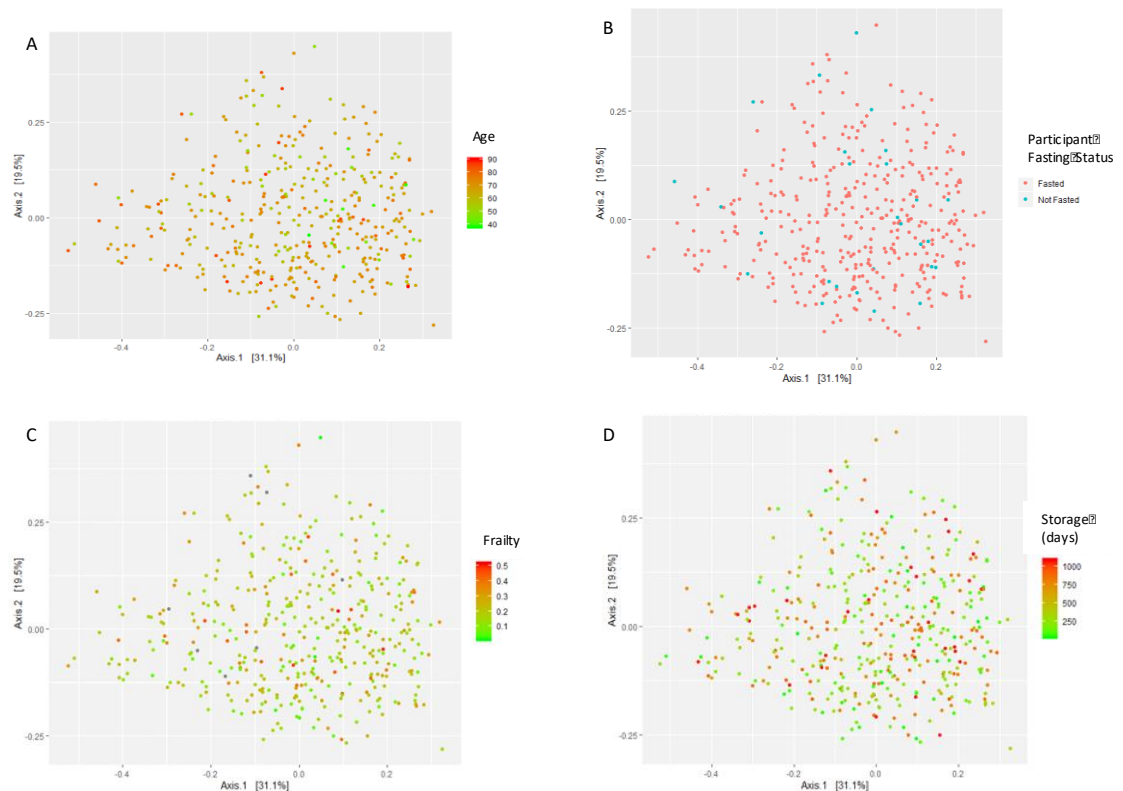 A
0.25
0.00
-0.25
-0.4
-0.2
0.0
0.2
Axis.2 [19.5%]
Axis.1 [31.1%]
Age
90
80
70
60
50
40
B
0.25
0.00
-0.25
-0.4
-0.2
0.0
0.2
Axis.2 [19.5%]
Axis.1 [31.1%]
Participant
Fasting Status
Fasted
Not Fasted
C
0.25
0.00
-0.25
-0.4
-0.2
0.0
0.2
Axis.2 [19.5%]
Axis.1 [31.1%]
Frailty
0.5
0.4
0.3
0.2
0.1
D
0.25
0.00
-0.25
-0.4
-0.2
0.0
0.2
Axis.2 [19.5%]
Axis.1 [31.1%]
Storage
(days)
1000
750
500
250